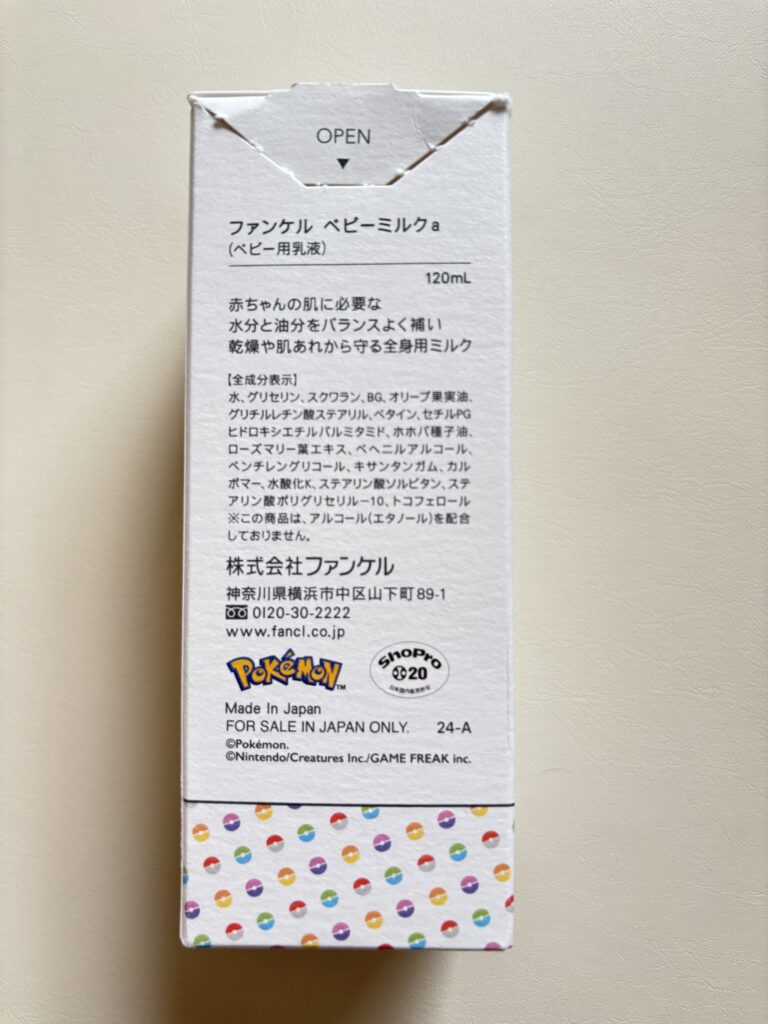 OPEN
▼
ファンケル ベビーミルクa
(ベビー用乳液)
120mL
赤ちゃんの肌に必要な
水分と油分をバランスよく補い
乾燥や肌あれから守る全身用ミルク
【全成分表示】
水、グリセリン、スクワラン、BG、オリーブ果実油、
グリチルレチン酸ステアリル、ベタイン、セチルPG
ヒドロキシエチルパルミタミド、ホホバ種子油、
ローズマリー葉エキス、ベヘニルアルコール、
ペンチレングリコール、キサンタンガム、カル
ボマー、水酸化K、ステアリン酸ソルビタン、ステ
アリン酸ポリグリセリル−10、トコフェロール
※この商品は、アルコール(エタノール)を配合
しておりません。
株式会社ファンケル
神奈川県横浜市中区山下町89-1
0120-30-2222
www.fancl.co.jp
POKéMON™
ShoPro
20
日本国内販売許可
Made In Japan
FOR SALE IN JAPAN ONLY. 24-A
©Pokémon.
©Nintendo/Creatures Inc./GAME FREAK inc.